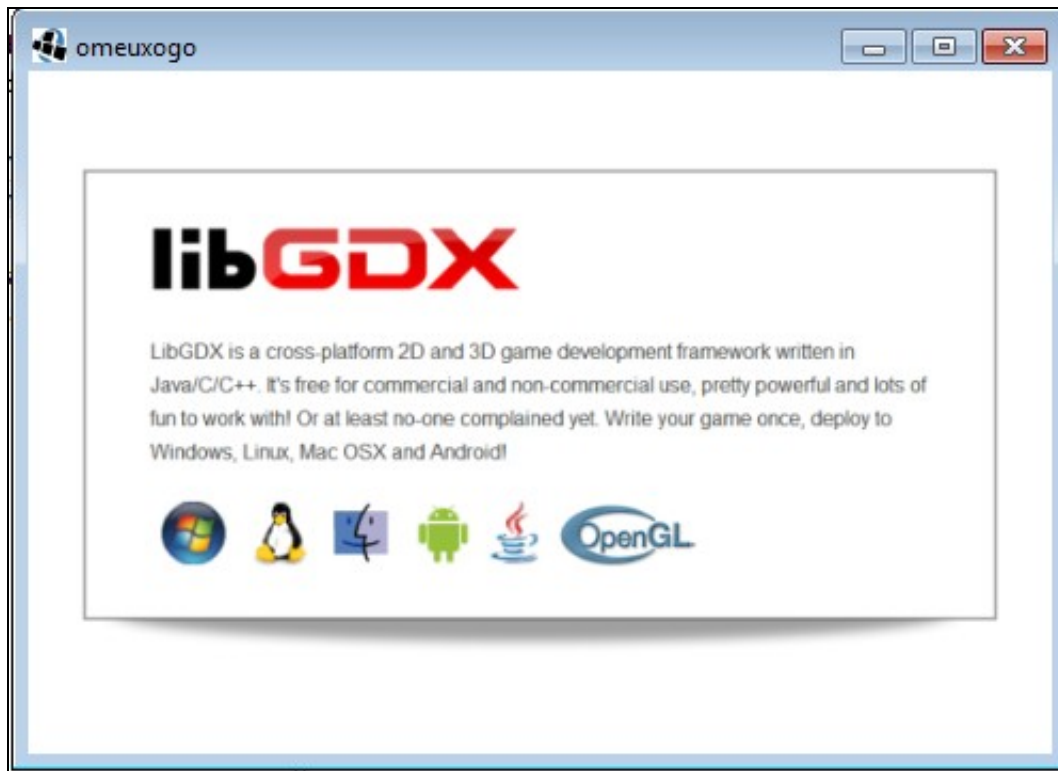 omeuxogo
libGDX
LibGDX is a cross-platform 2D and 3D game development framework written in
Java/C/C++. It's free for commercial and non-commercial use, pretty powerful and lots of
fun to work with! Or at least no-one complained yet. Write your game once, deploy to
Windows, Linux, Mac OSX and Android!
OpenGL